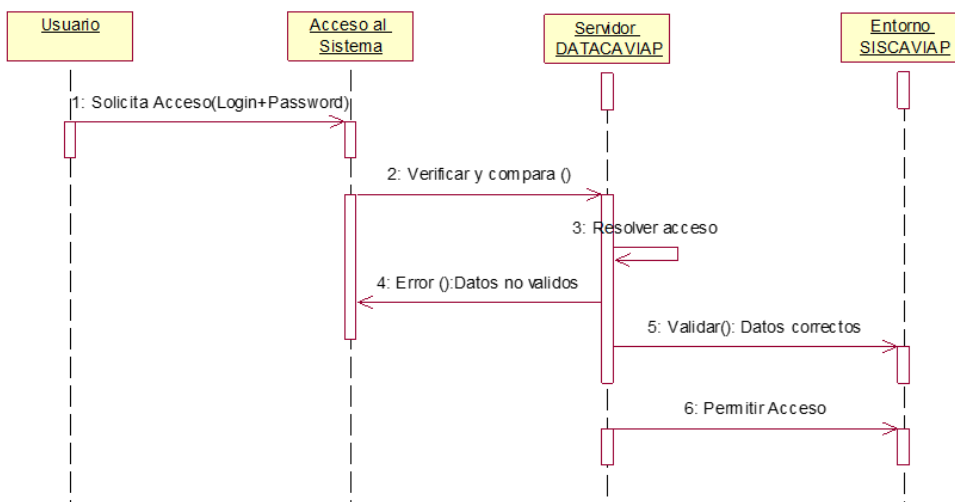 Usuario
Acceso al
Sistema
Servidor
DATACAVIAP
Entorno
SISCAVIAP
1: Solicita Acceso(Login+Password)
2: Verificar y compara ()
3: Resolver acceso
4: Error ():Datos no validos
5: Validar(): Datos correctos
6: Permitir Acceso